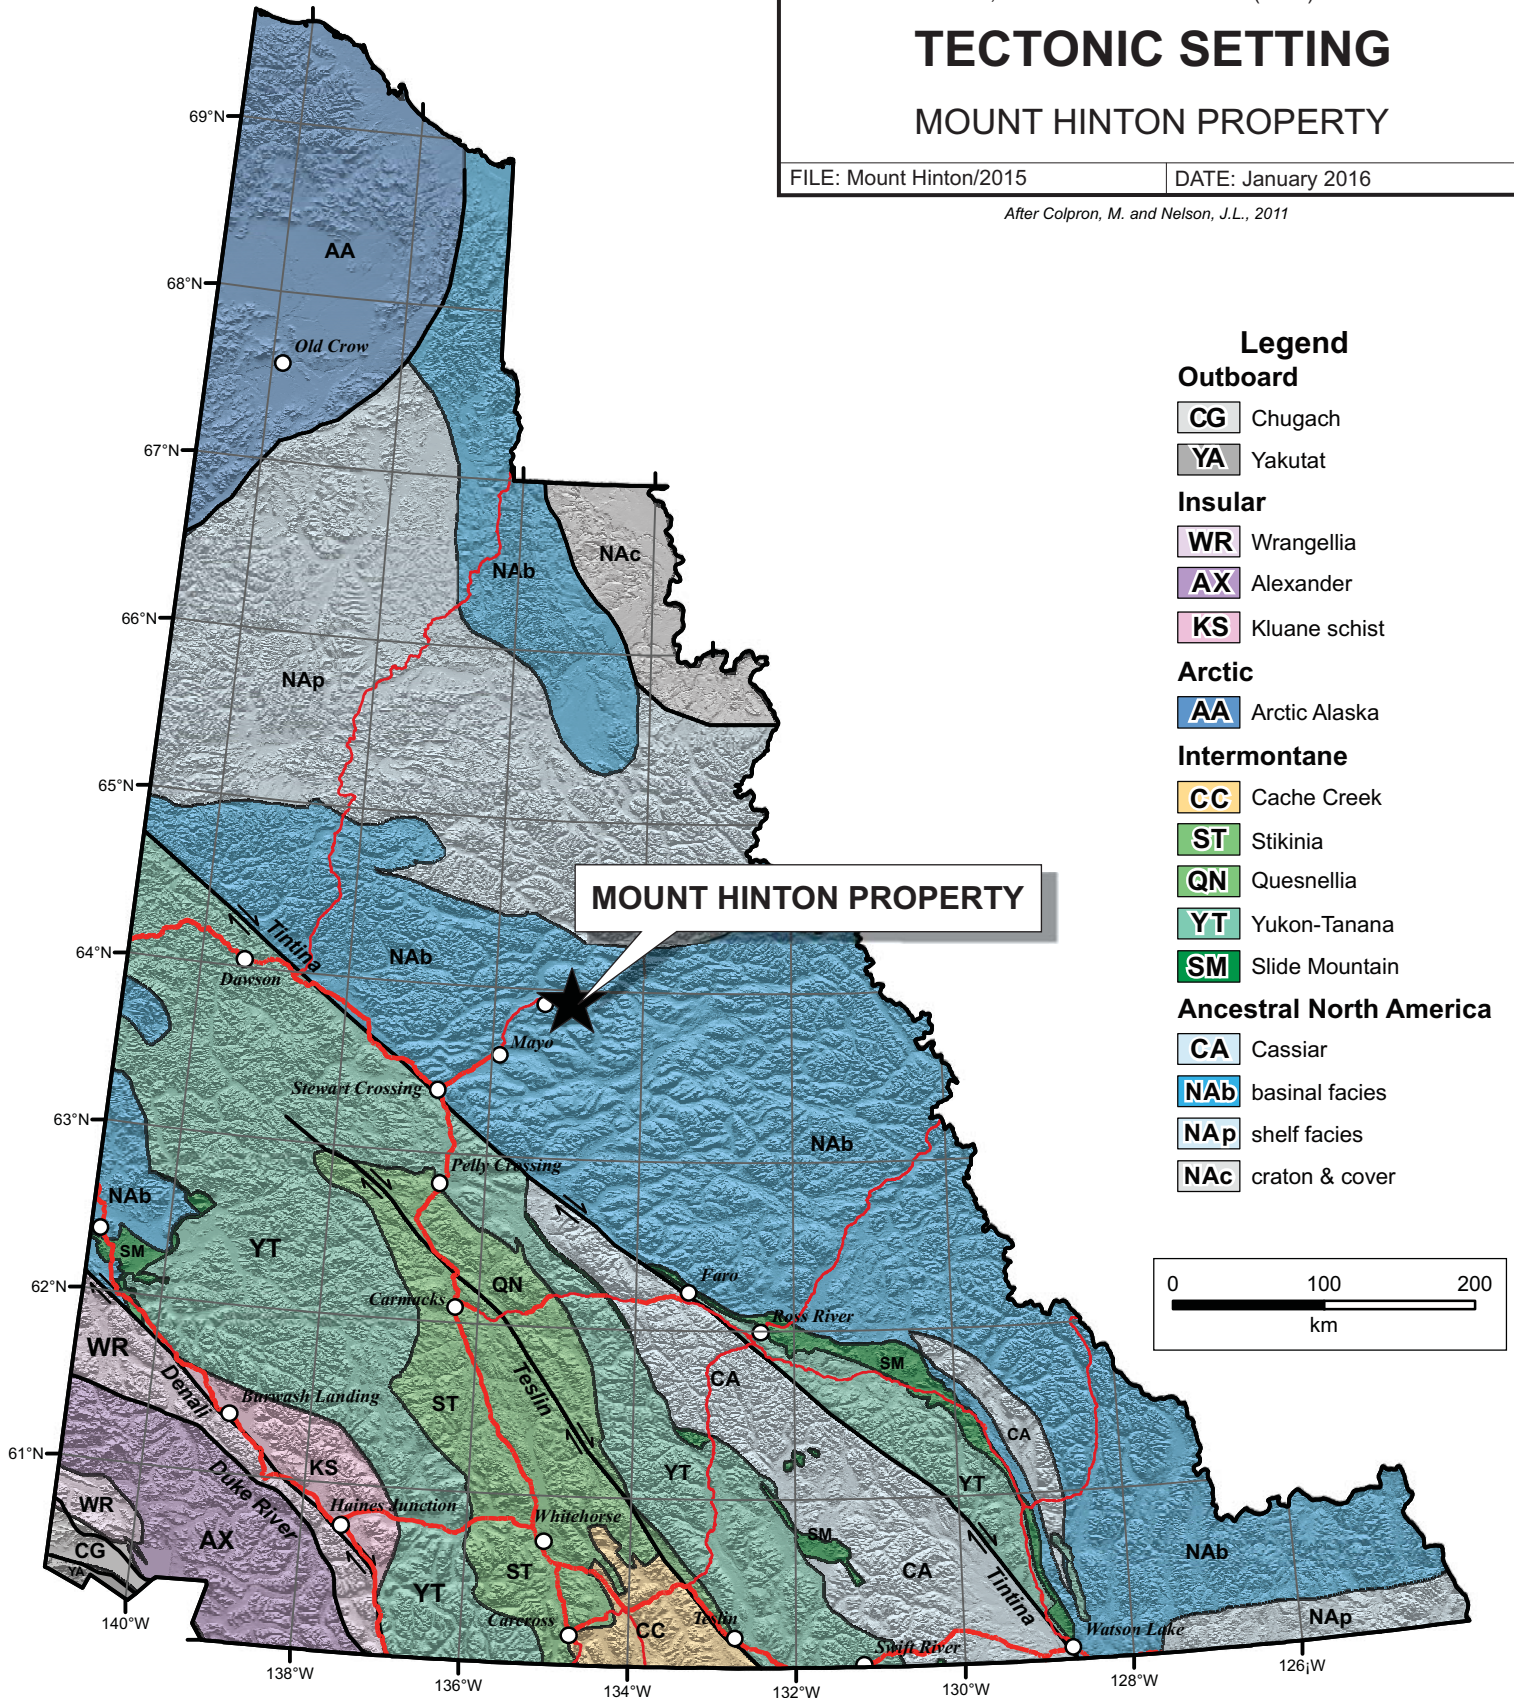 TECTONIC SETTING
MOUNT HINTON PROPERTY
FILE: Mount Hinton/2015
DATE: January 2016
After Colpron, M. and Nelson, J.L., 2011
69°N
68°N
67°N
66°N
65°N
64°N
63°N
62°N
61°N
140°W
138°W
136°W
134°W
132°W
130°W
128°W
126°W
AA
Old Crow
NAc
NAb
NAp
MOUNT HINTON PROPERTY
Tintina
NAb
Dawson
Mayo
Stewart Crossing
NAb
Pelly Crossing
NAb
SM
YT
QN
Faro
Carmacks
Ross River
WR
Denali
Burwash Landing
Teslin
CA
SM
ST
CA
KS
Duke River
YT
YT
WR
Haines Junction
Whitehorse
SM
AX
CG
YA
ST
CA
NAb
YT
Tintina
Carcross
CC
Teslin
Swift River
Watson Lake
NAp
Legend
Outboard
CG Chugach
YA Yakutat
Insular
WR Wrangellia
AX Alexander
KS Kluane schist
Arctic
AA Arctic Alaska
Intermontane
CC Cache Creek
ST Stikinia
QN Quesnellia
YT Yukon-Tanana
SM Slide Mountain
Ancestral North America
CA Cassiar
NAb basinal facies
NAp shelf facies
NAc craton & cover
0 100 200
km